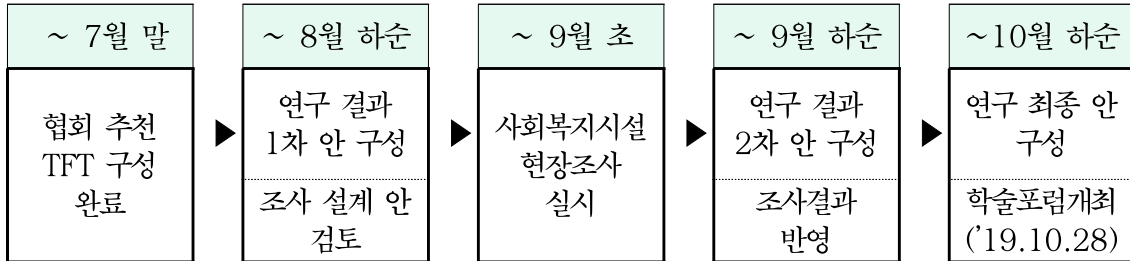 ~ 7월 말
협회 추천
TFT 구성
완료
▶
~ 8월 하순
연구 결과
1차 안 구성
조사 설계 안
검토
▶
~ 9월 초
사회복지시설
현장조사
실시
▶
~ 9월 하순
연구 결과
2차 안 구성
조사결과
반영
▶
~10월 하순
연구 최종 안
구성
학술포럼개최
('19.10.28)